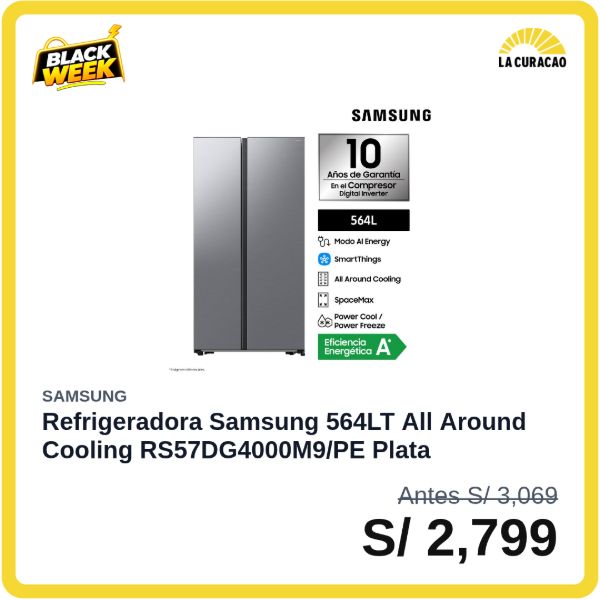 BLACK
WEEK
LA CURACAO
SAMSUNG
10
Años de Garantía
En el Compresor
Digital Inverter
564L
Modo AI Energy
SmartThings
All Around Cooling
SpaceMax
Power Cool /
Power Freeze
Eficiencia
Energética A*
SAMSUNG
Refrigeradora Samsung 564LT All Around
Cooling RS57DG4000M9/PE Plata
Antes S/ 3,069
S/ 2,799